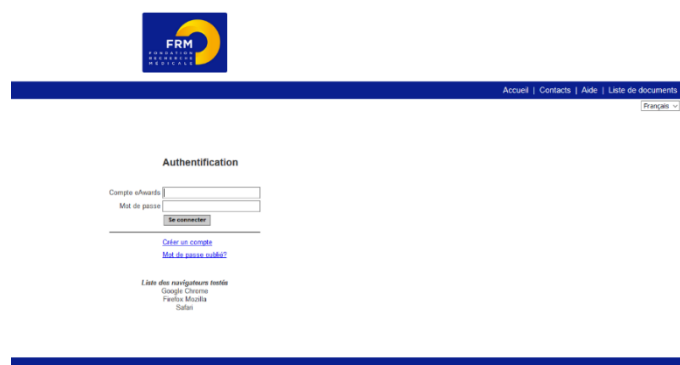 FRM
FONDATION
RECHERCHE
MÉDICALE
Accueil | Contacts | Aide | Liste de documents
Français
Authentification
Compte eAwards
Mot de passe
Se connecter
Créer un compte
Mot de passe oublié?
Liste des navigateurs testés
Google Chrome
Firefox Mozilla
Safari